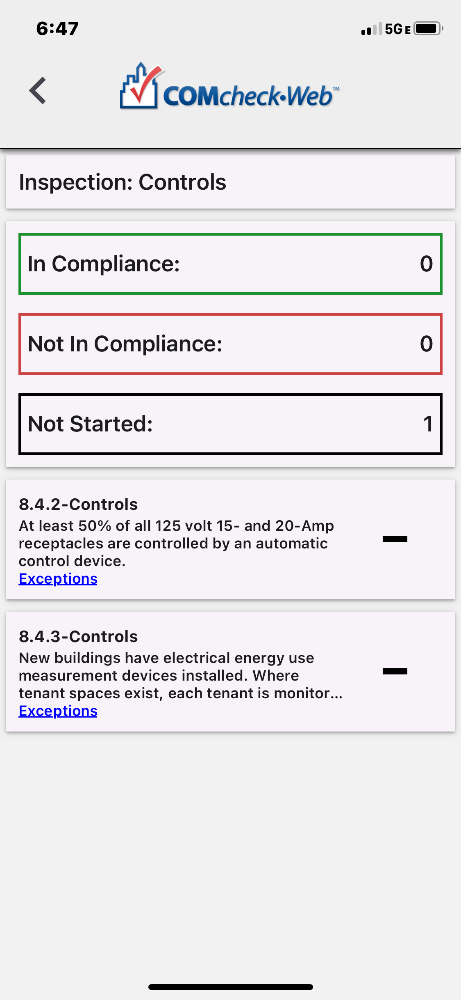 6:47
5G E
COMcheck•Web™
Inspection: Controls
In Compliance: 0
Not In Compliance: 0
Not Started: 1
8.4.2-Controls
At least 50% of all 125 volt 15- and 20-Amp
receptacles are controlled by an automatic
control device.
Exceptions
8.4.3-Controls
New buildings have electrical energy use
measurement devices installed. Where
tenant spaces exist, each tenant is monitor...
Exceptions